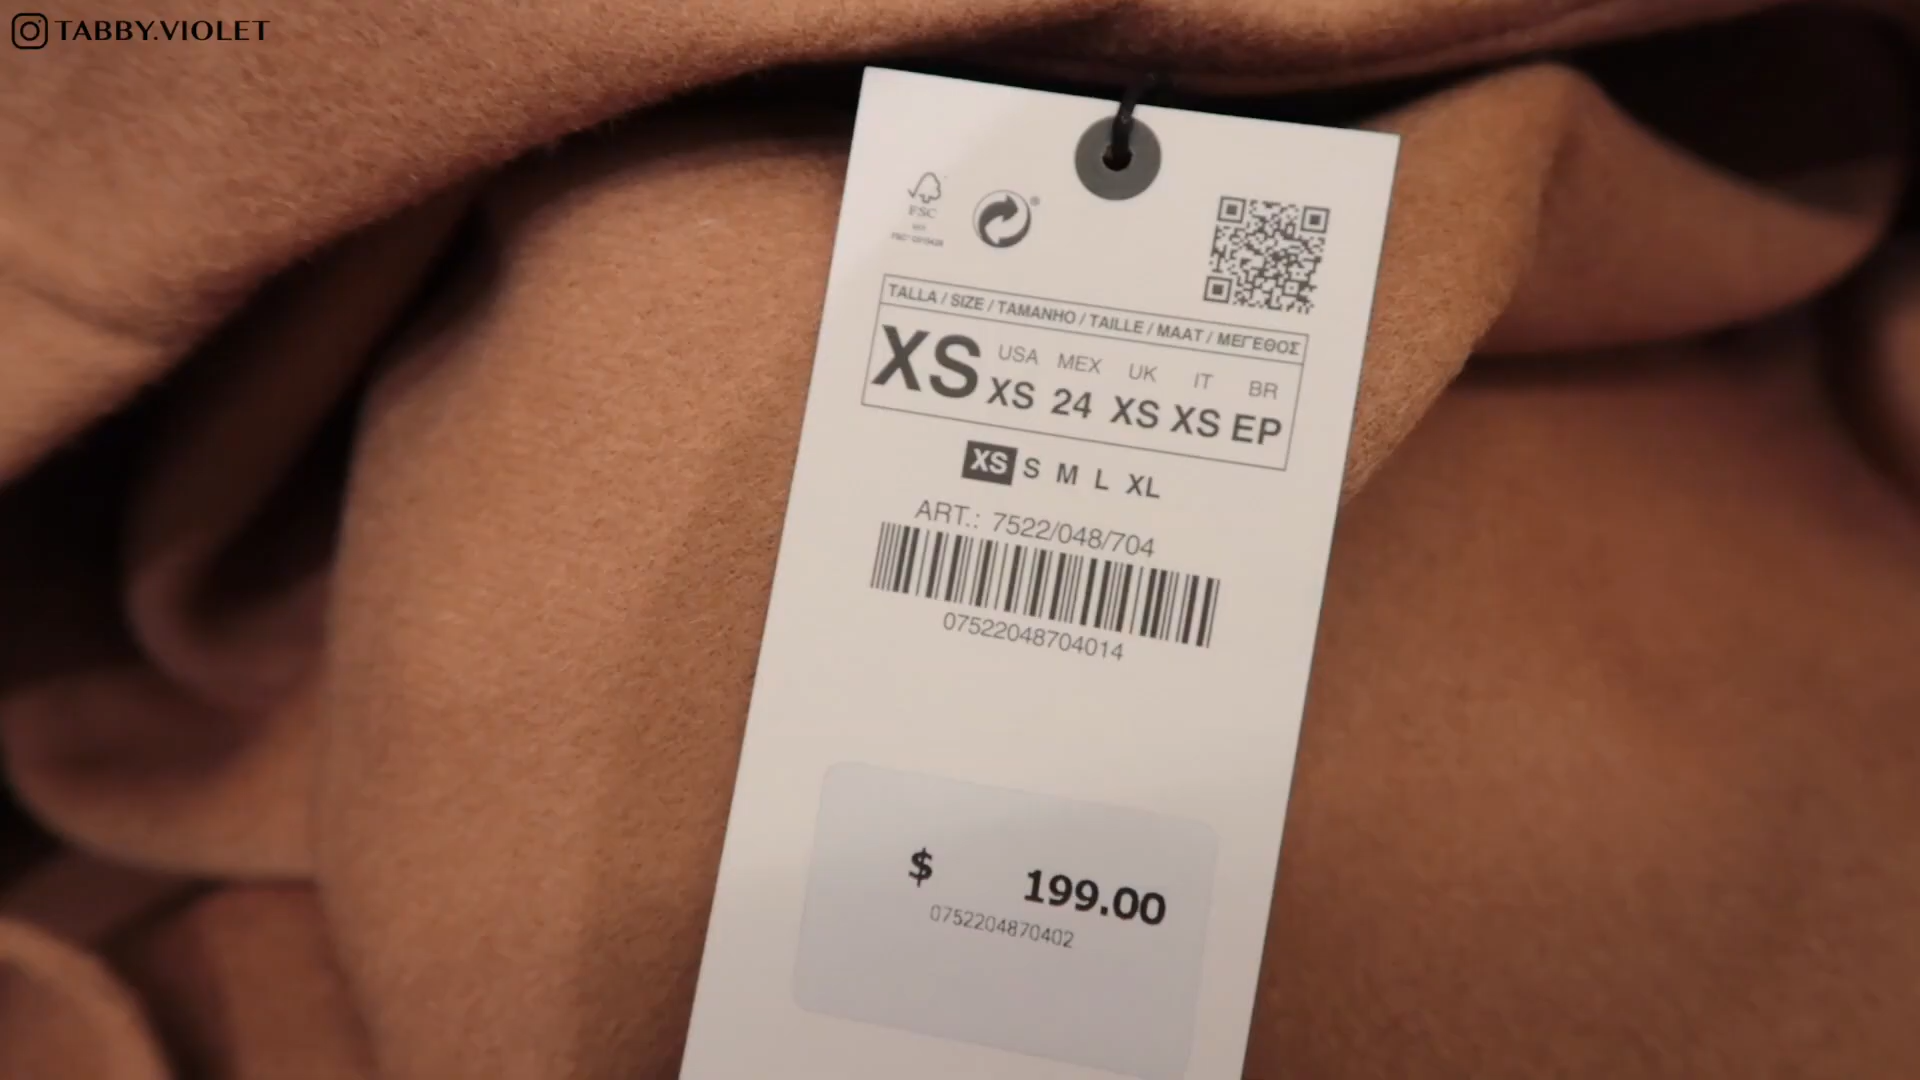 TABBY.VIOLET
FSC
TALLA / SIZE / TAMANHO / TAILLE / MAAT / ΜΕΓΕΘΟΣ
XS
USA MEX UK IT BR
XS 24 XS XS EP
XS S M L XL
ART.: 7522/048/704
07522048704014
$ 199.00
0752204870402